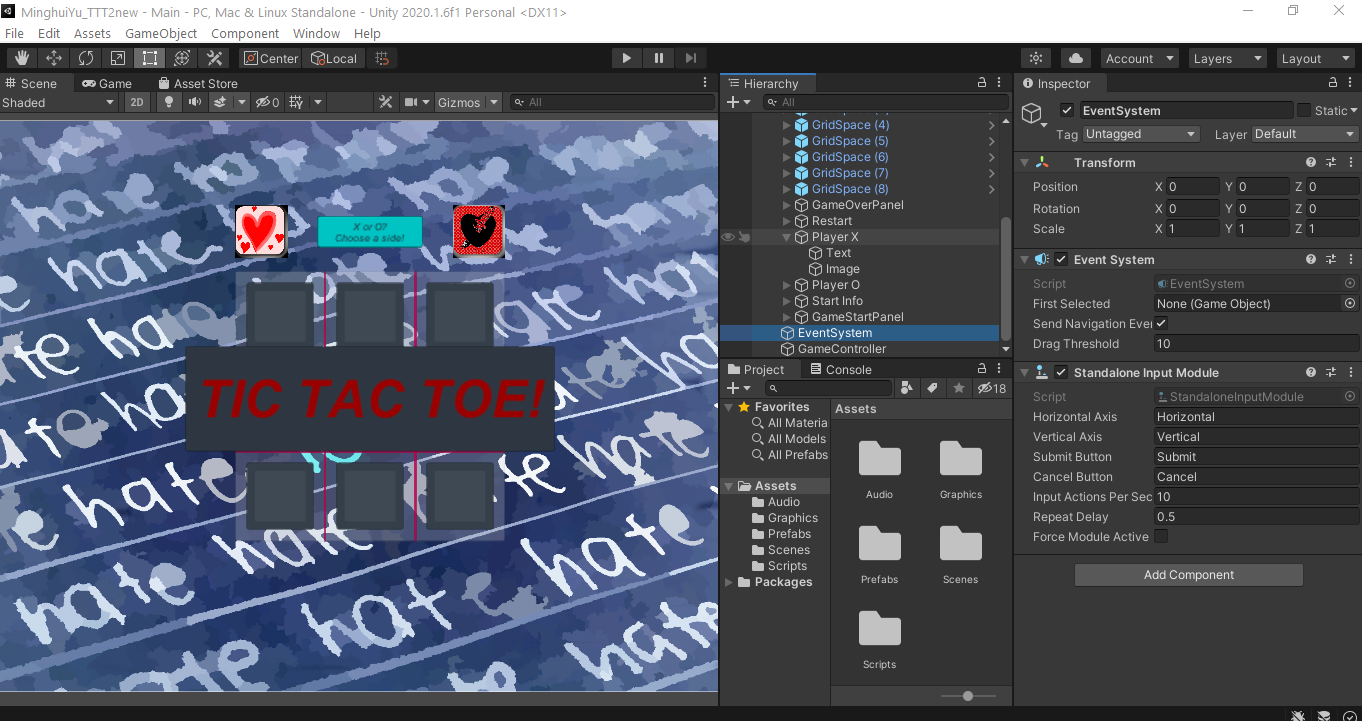 MinghuiYu_TTT2new - Main - PC, Mac & Linux Standalone - Unity 2020.1.6f1 Personal <DX11>
File Edit Assets GameObject Component Window Help
Center Local Account Layers Layout
Scene Game Asset Store
Shaded 2D 0 Gizmos All
X or O?
Choose a side!
TIC TAC TOE!
hate hate hate
hate hate hate
hate hate
hate hate hate
hate hate
Hierarchy
All
GridSpace (4)
GridSpace (5)
GridSpace (6)
GridSpace (7)
GridSpace (8)
GameOverPanel
Restart
Player X
Text
Image
Player O
Start Info
GameStartPanel
EventSystem
GameController
Project Console
18
Favorites
All Materia
All Models
All Prefabs
Assets
Audio
Graphics
Prefabs
Scenes
Scripts
Packages
Assets
Audio Graphics
Prefabs Scenes
Scripts
Inspector
EventSystem Static
Tag Untagged Layer Default
Transform
Position X 0 Y 0 Z 0
Rotation X 0 Y 0 Z 0
Scale X 1 Y 1 Z 1
Event System
Script EventSystem
First Selected None (Game Object)
Send Navigation Ever
Drag Threshold 10
Standalone Input Module
Script StandaloneInputModule
Horizontal Axis Horizontal
Vertical Axis Vertical
Submit Button Submit
Cancel Button Cancel
Input Actions Per Sec 10
Repeat Delay 0.5
Force Module Active
Add Component